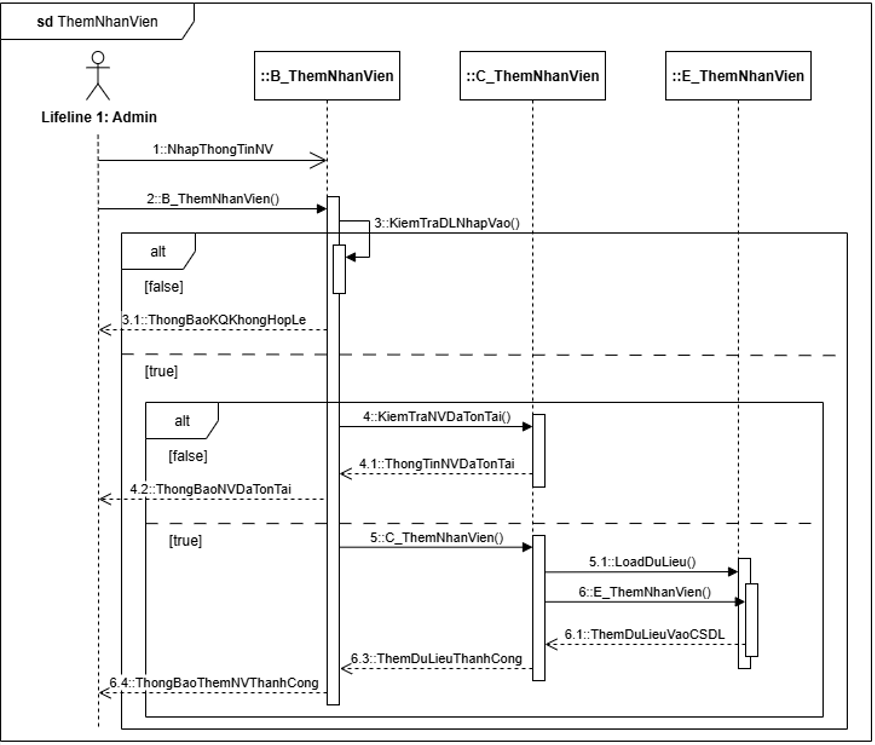 sd ThemNhanVien
::B_ThemNhanVien
::C_ThemNhanVien
::E_ThemNhanVien
Lifeline 1: Admin
1::NhapThongTinNV
2::B_ThemNhanVien()
3::KiemTraDLNhapVao()
alt
[false]
3.1::ThongBaoKQKhongHopLe
[true]
alt
4::KiemTraNVDaTonTai()
[false]
4.1::ThongTinNVDaTonTai
4.2::ThongBaoNVDaTonTai
[true]
5::C_ThemNhanVien()
5.1::LoadDuLieu()
6::E_ThemNhanVien()
6.1::ThemDuLieuVaoCSDL
6.3::ThemDuLieuThanhCong
6.4::ThongBaoThemNVThanhCong